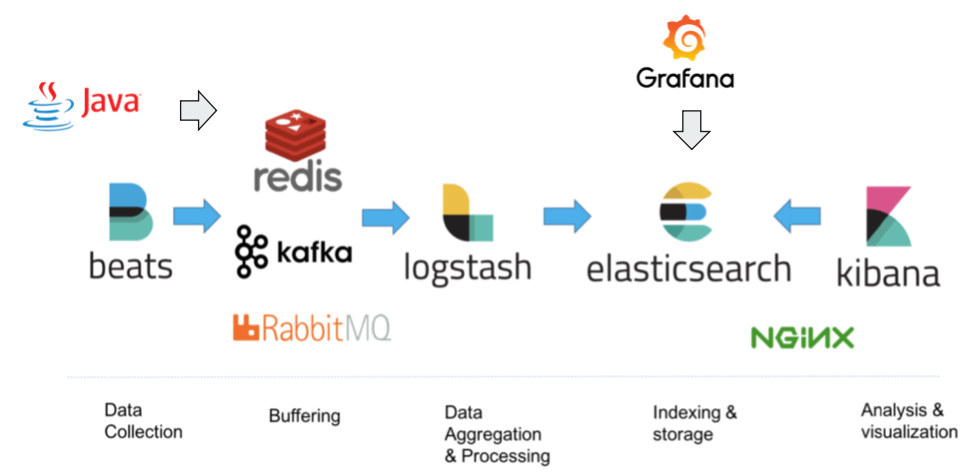 Grafana
Java
redis
beats
kafka
logstash
elasticsearch
kibana
RabbitMQ
NGiNX
Data
Collection
Buffering
Data
Aggregation
& Processing
Indexing &
storage
Analysis &
visualization